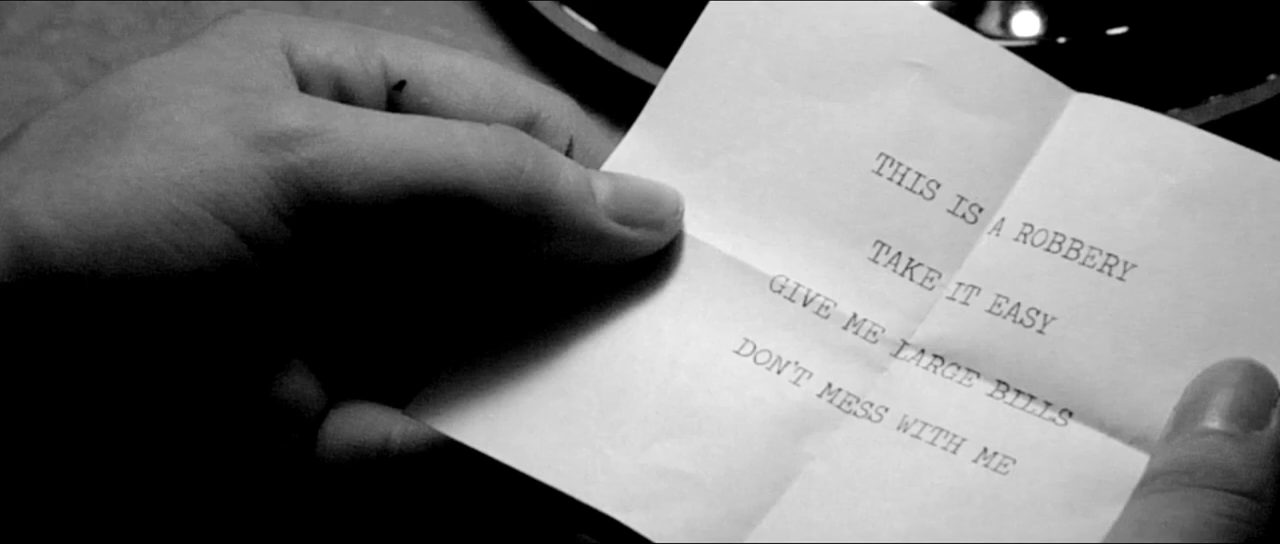 THIS IS A ROBBERY
TAKE IT EASY
GIVE ME LARGE BILLS
DON'T MESS WITH ME